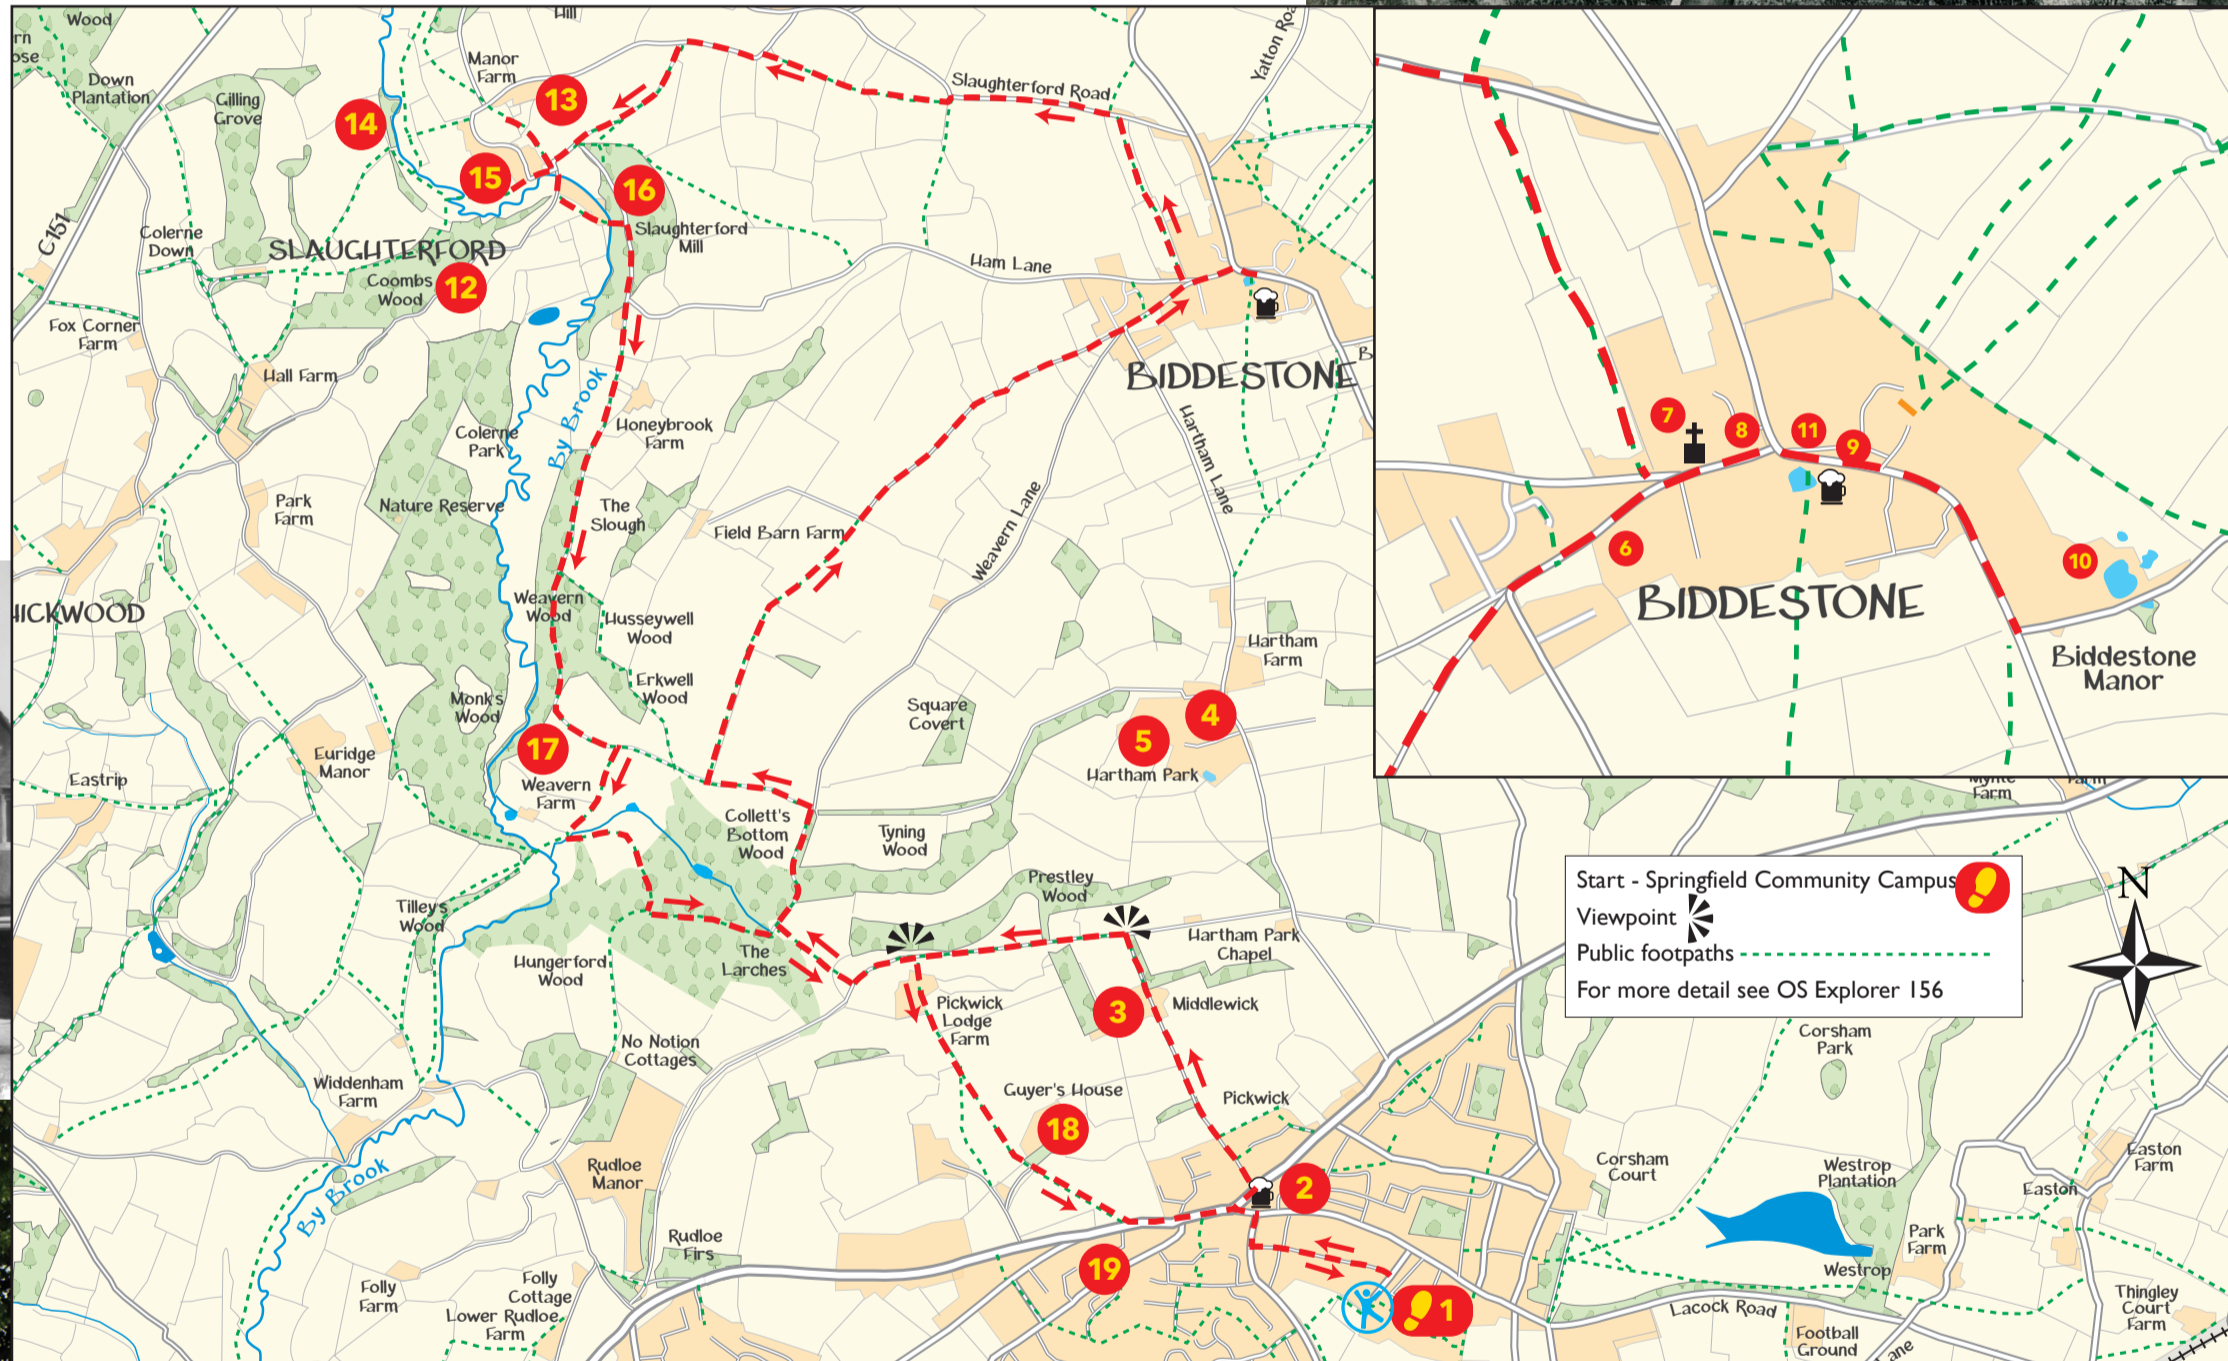 Wood
rn
ose
Down
Plantation
Gilling
Grove
Hill
Manor
Farm
13
14
15
16
Slaughterford Road
Yatton Roa
C151
Colerne
Down
SLAUGHTERFORD
Slaughterford
Mill
Ham Lane
Coombs
Wood
12
Fox Corner
Farm
Hall Farm
BIDDESTONE
B
By Brook
Honeybrook
Farm
Colerne
Park
Hartham Lane
Park
Farm
Nature Reserve
The
Slough
Field Barn Farm
Weavern Lane
HICKWOOD
Weavern
Wood
Husseywell
Wood
Hartham
Farm
Erkwell
Wood
Monk's
Wood
Square
Covert
4
5
17
Hartham Park
Euridge
Manor
Eastrip
Weavern
Farm
Collett's
Bottom
Wood
Tyning
Wood
Prestley
Wood
Tilley's
Wood
Hungerford
Wood
The
Larches
Hartham Park
Chapel
Pickwick
Lodge
Farm
3
Middlewick
No Notion
Cottages
Widdenham
Farm
Guyer's House
18
Pickwick
Rudloe
Manor
By Brook
2
Rudloe
Firs
19
Folly
Farm
Folly
Cottage
Lower Rudloe
Farm
1
7
8
11
9
6
10
BIDDESTONE
Biddestone
Manor
Mynte
Farm
Farm
Start - Springfield Community Campus
Viewpoint
Public footpaths
For more detail see OS Explorer 156
N
Corsham
Park
Corsham
Court
Westrop
Plantation
Easton
Farm
Easton
Park
Farm
Westrop
Lacock Road
Thingley
Court
Farm
Football
Ground
ane